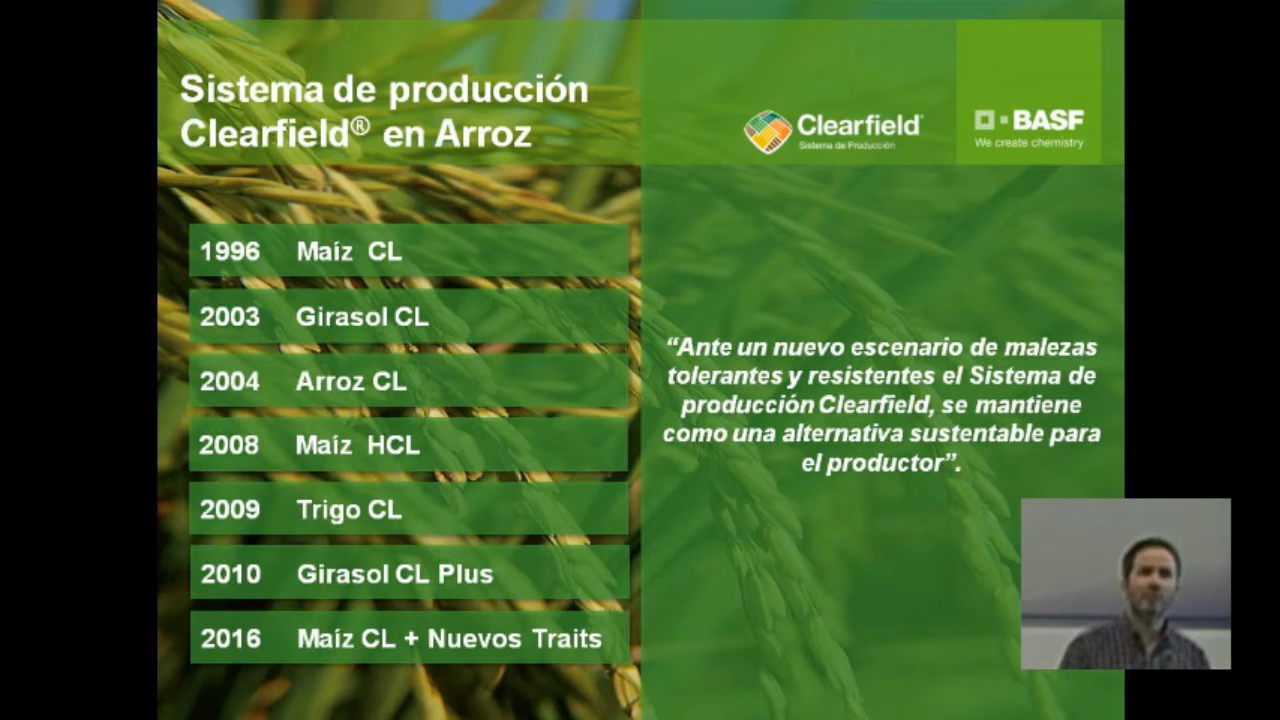 Sistema de producción
Clearfield® en Arroz
Clearfield®
Sistema de Producción
BASF
We create chemistry
1996 Maíz CL
2003 Girasol CL
2004 Arroz CL
2008 Maíz HCL
2009 Trigo CL
2010 Girasol CL Plus
2016 Maíz CL + Nuevos Traits
“Ante un nuevo escenario de malezas
tolerantes y resistentes el Sistema de
producción Clearfield, se mantiene
como una alternativa sustentable para
el productor”.